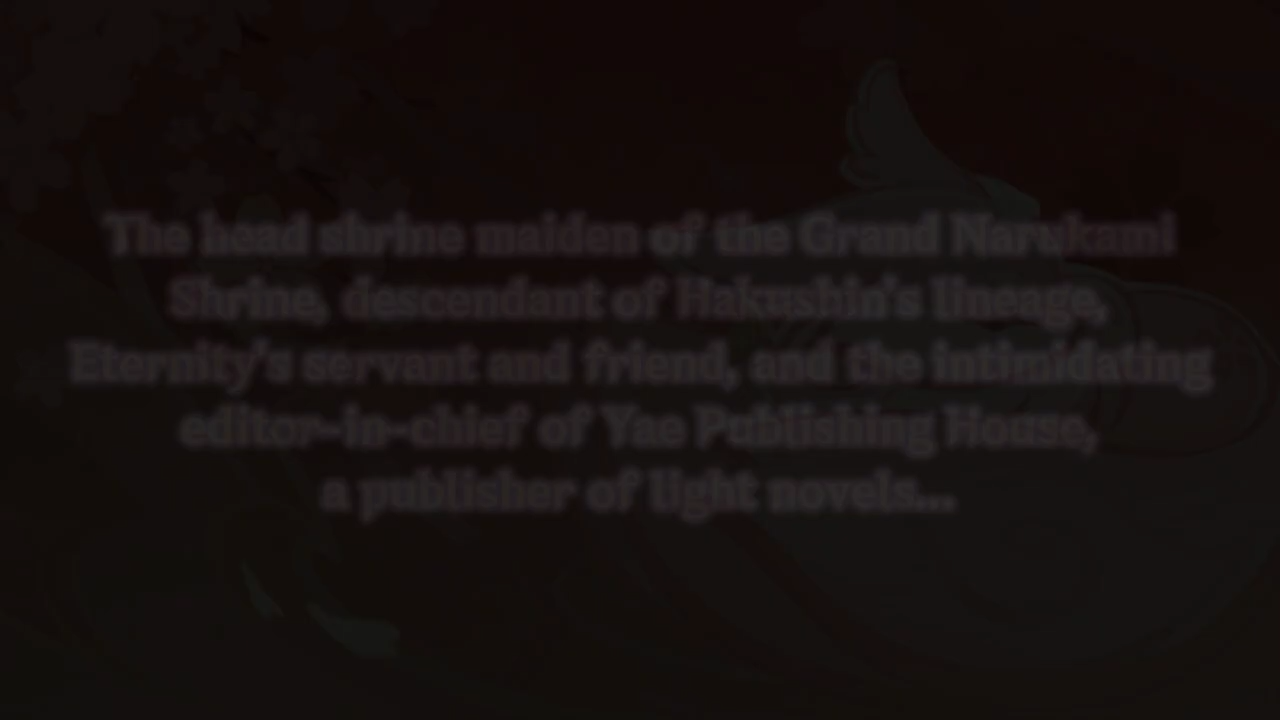 The head shrine maiden of the Grand Narukami
Shrine, descendant of Hakushin's lineage,
Eternity's servant and friend, and the intimidating
editor-in-chief of Yae Publishing House,
a publisher of light novels...